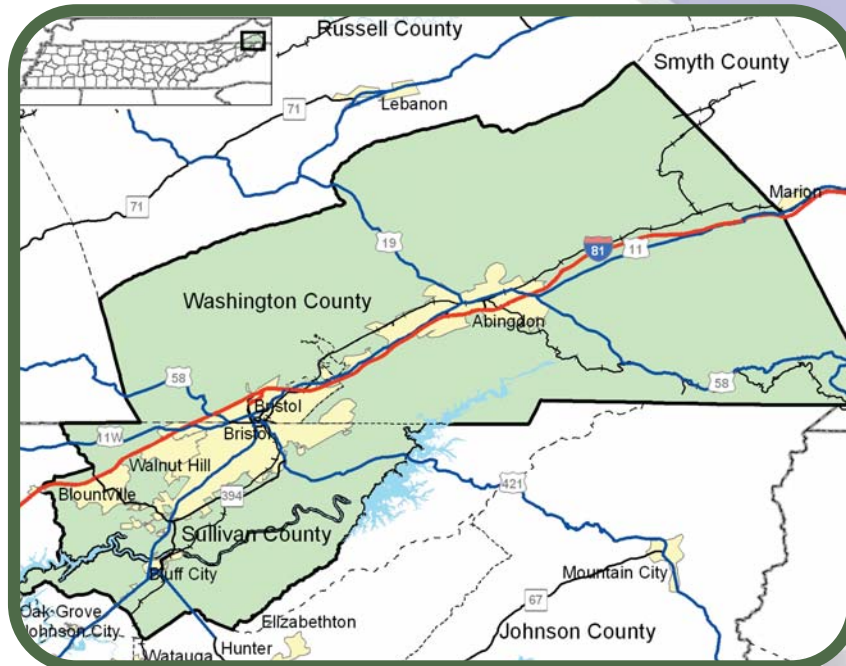 Russell County
Smyth County
Lebanon
71
71
Marion
19
81
11
Washington County
Abingdon
58
58
Bristol
11W
Bristol
Walnut Hill
Blountville
394
421
Sullivan County
Bluff City
Mountain City
67
Oak Grove
Johnson City
Elizabethton
Johnson County
Hunter
Watauga